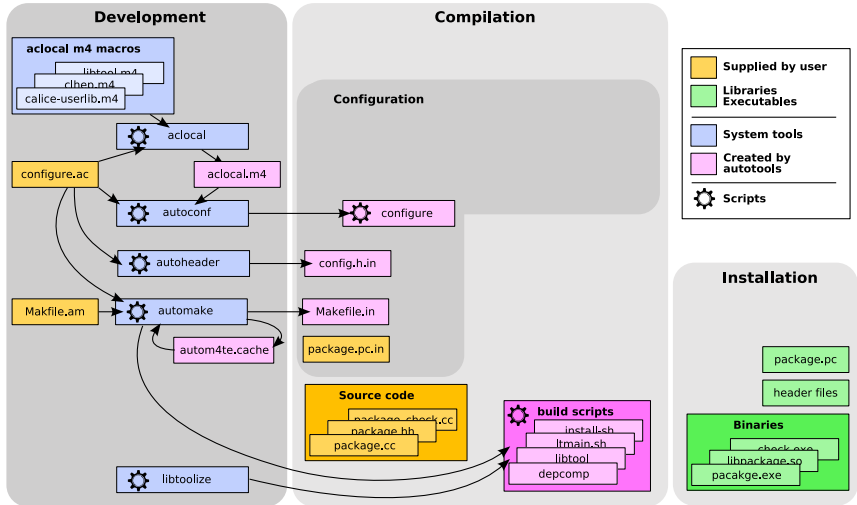 Development
Compilation
aclocal m4 macros
libtool.m4
clhep.m4
calice-userlib.m4
aclocal
configure.ac
aclocal.m4
autoconf
autoheader
Makfile.am
automake
autom4te.cache
libtoolize
Configuration
configure
config.h.in
Makefile.in
package.pc.in
Source code
package_check.cc
package.hh
package.cc
build scripts
install-sh
ltmain.sh
libtool
depcomp
Supplied by user
Libraries
Executables
System tools
Created by
autotools
Scripts
Installation
package.pc
header files
Binaries
check.exe
libpackage.so
pacakge.exe